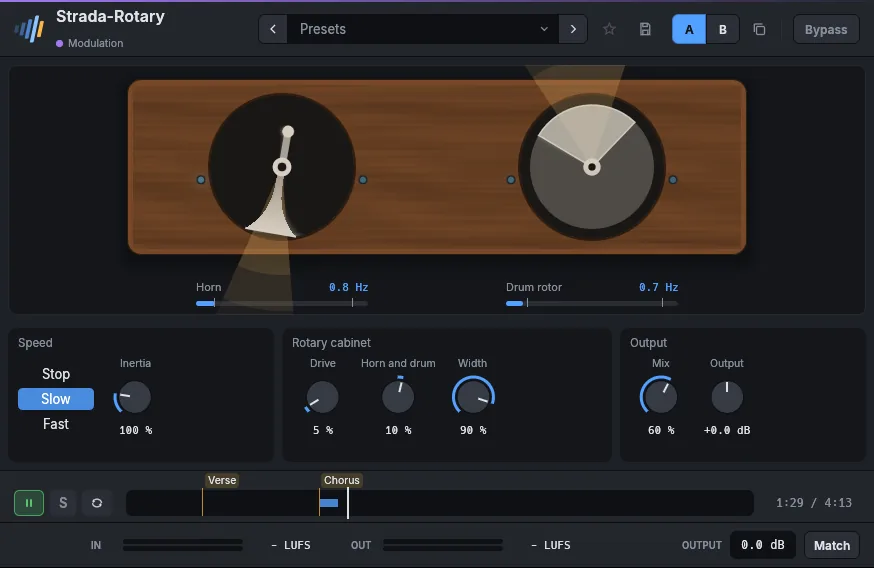 Strada-Rotary
Modulation
Presets
A
B
Bypass
Horn
0.8 Hz
Drum rotor
0.7 Hz
Speed
Stop
Slow
Fast
Inertia
100 %
Rotary cabinet
Drive
5 %
Horn and drum
10 %
Width
90 %
Output
Mix
60 %
Output
+0.0 dB
Verse
Chorus
S
1:29 / 4:13
IN
- LUFS
OUT
- LUFS
OUTPUT
0.0 dB
Match